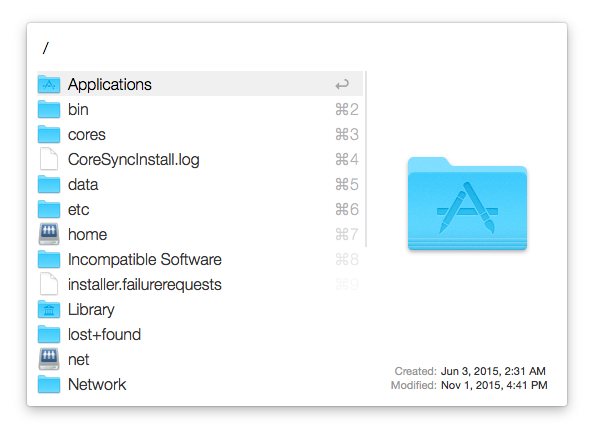 /
Applications ↩
bin ⌘2
cores ⌘3
CoreSyncInstall.log ⌘4
data ⌘5
etc ⌘6
home ⌘7
Incompatible Software ⌘8
installer.failurerequests ⌘9
Library
lost+found
net
Network
Created: Jun 3, 2015, 2:31 AM
Modified: Nov 1, 2015, 4:41 PM